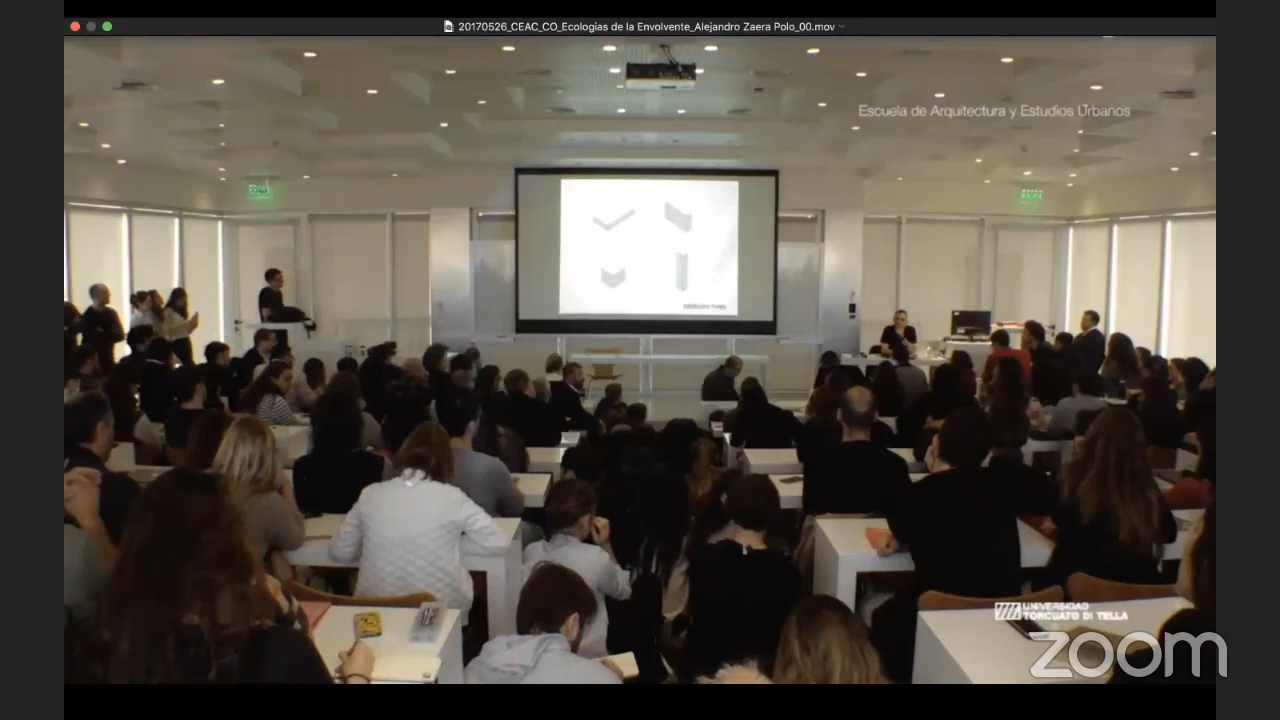 20170526_CEAC_CO_Ecologías de la Envolvente_Alejandro Zaera Polo_00.mov
Escuela de Arquitectura y Estudios Urbanos
UNIVERSIDAD
TORCUATO DI TELLA
zoom